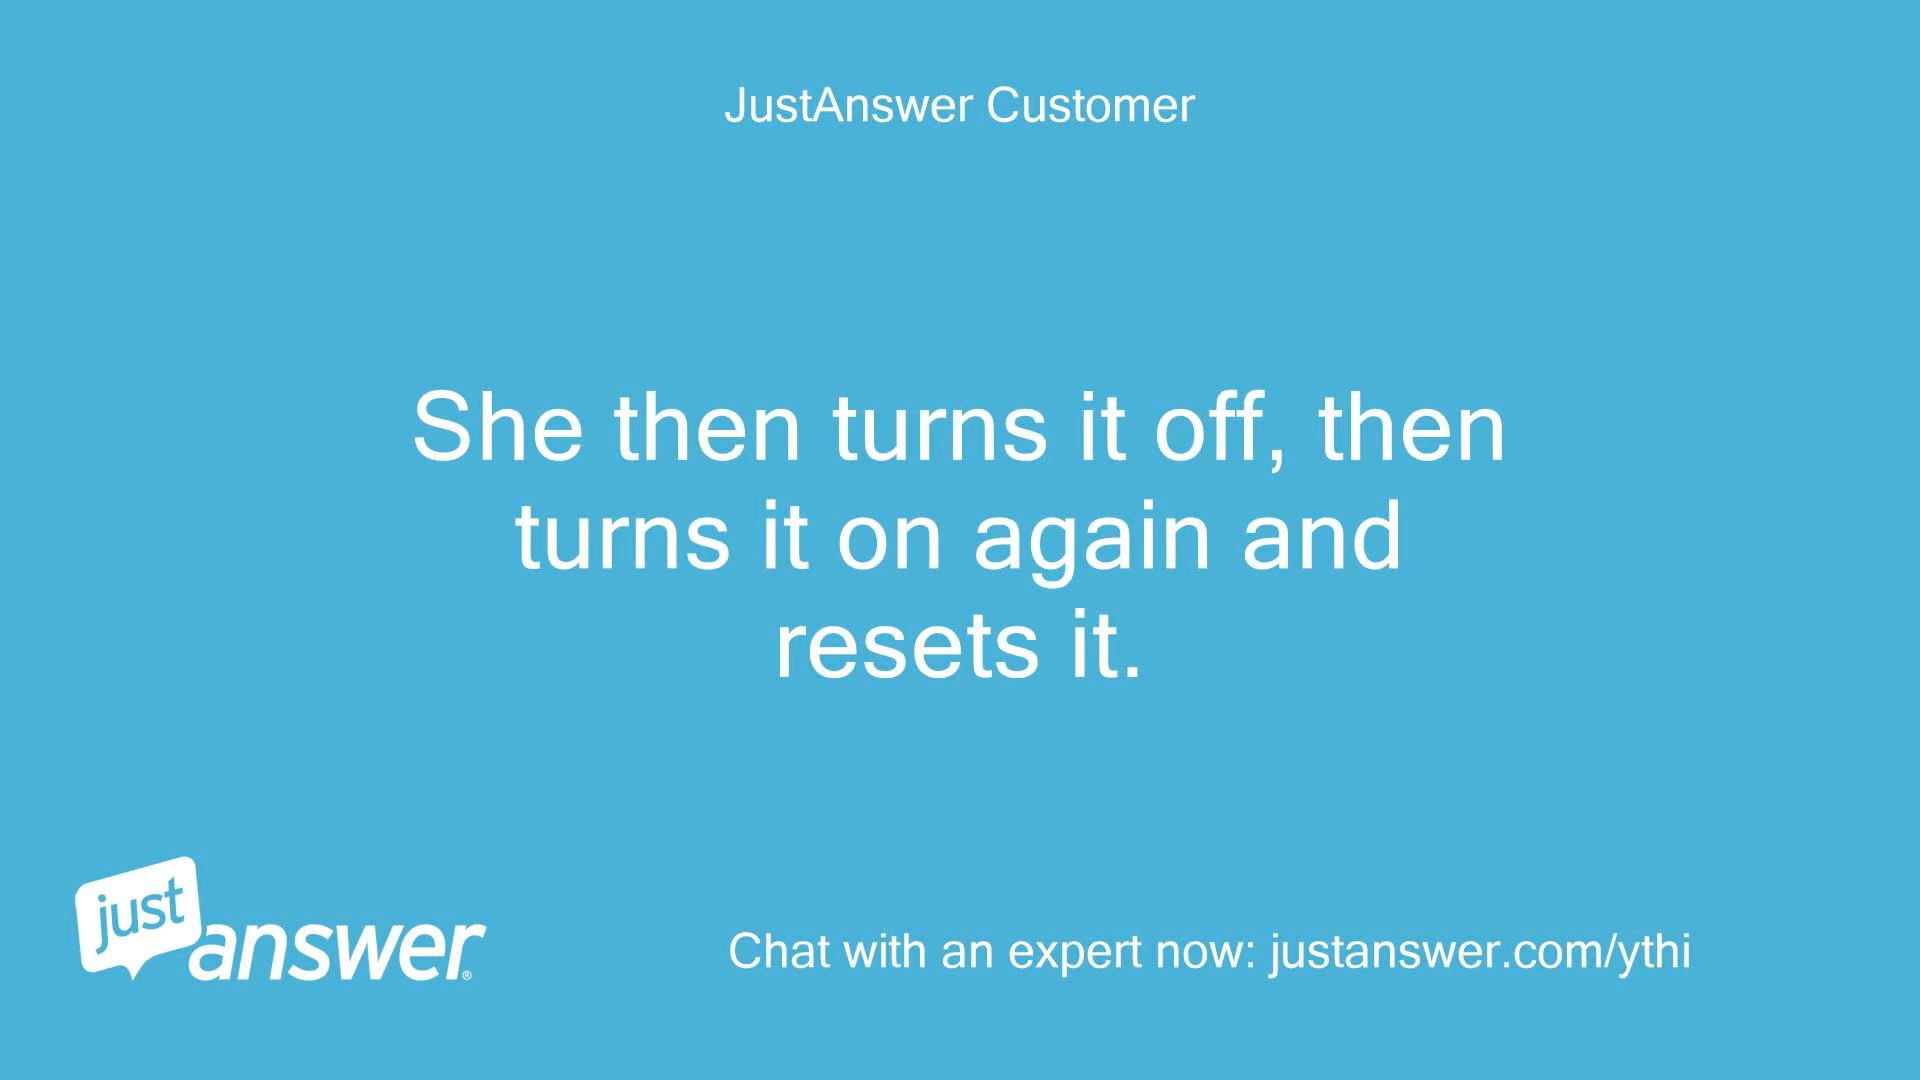 JustAnswer Customer
She then turns it off, then
turns it on again and
resets it.
just
answer®
Chat with an expert now: justanswer.com/ythi